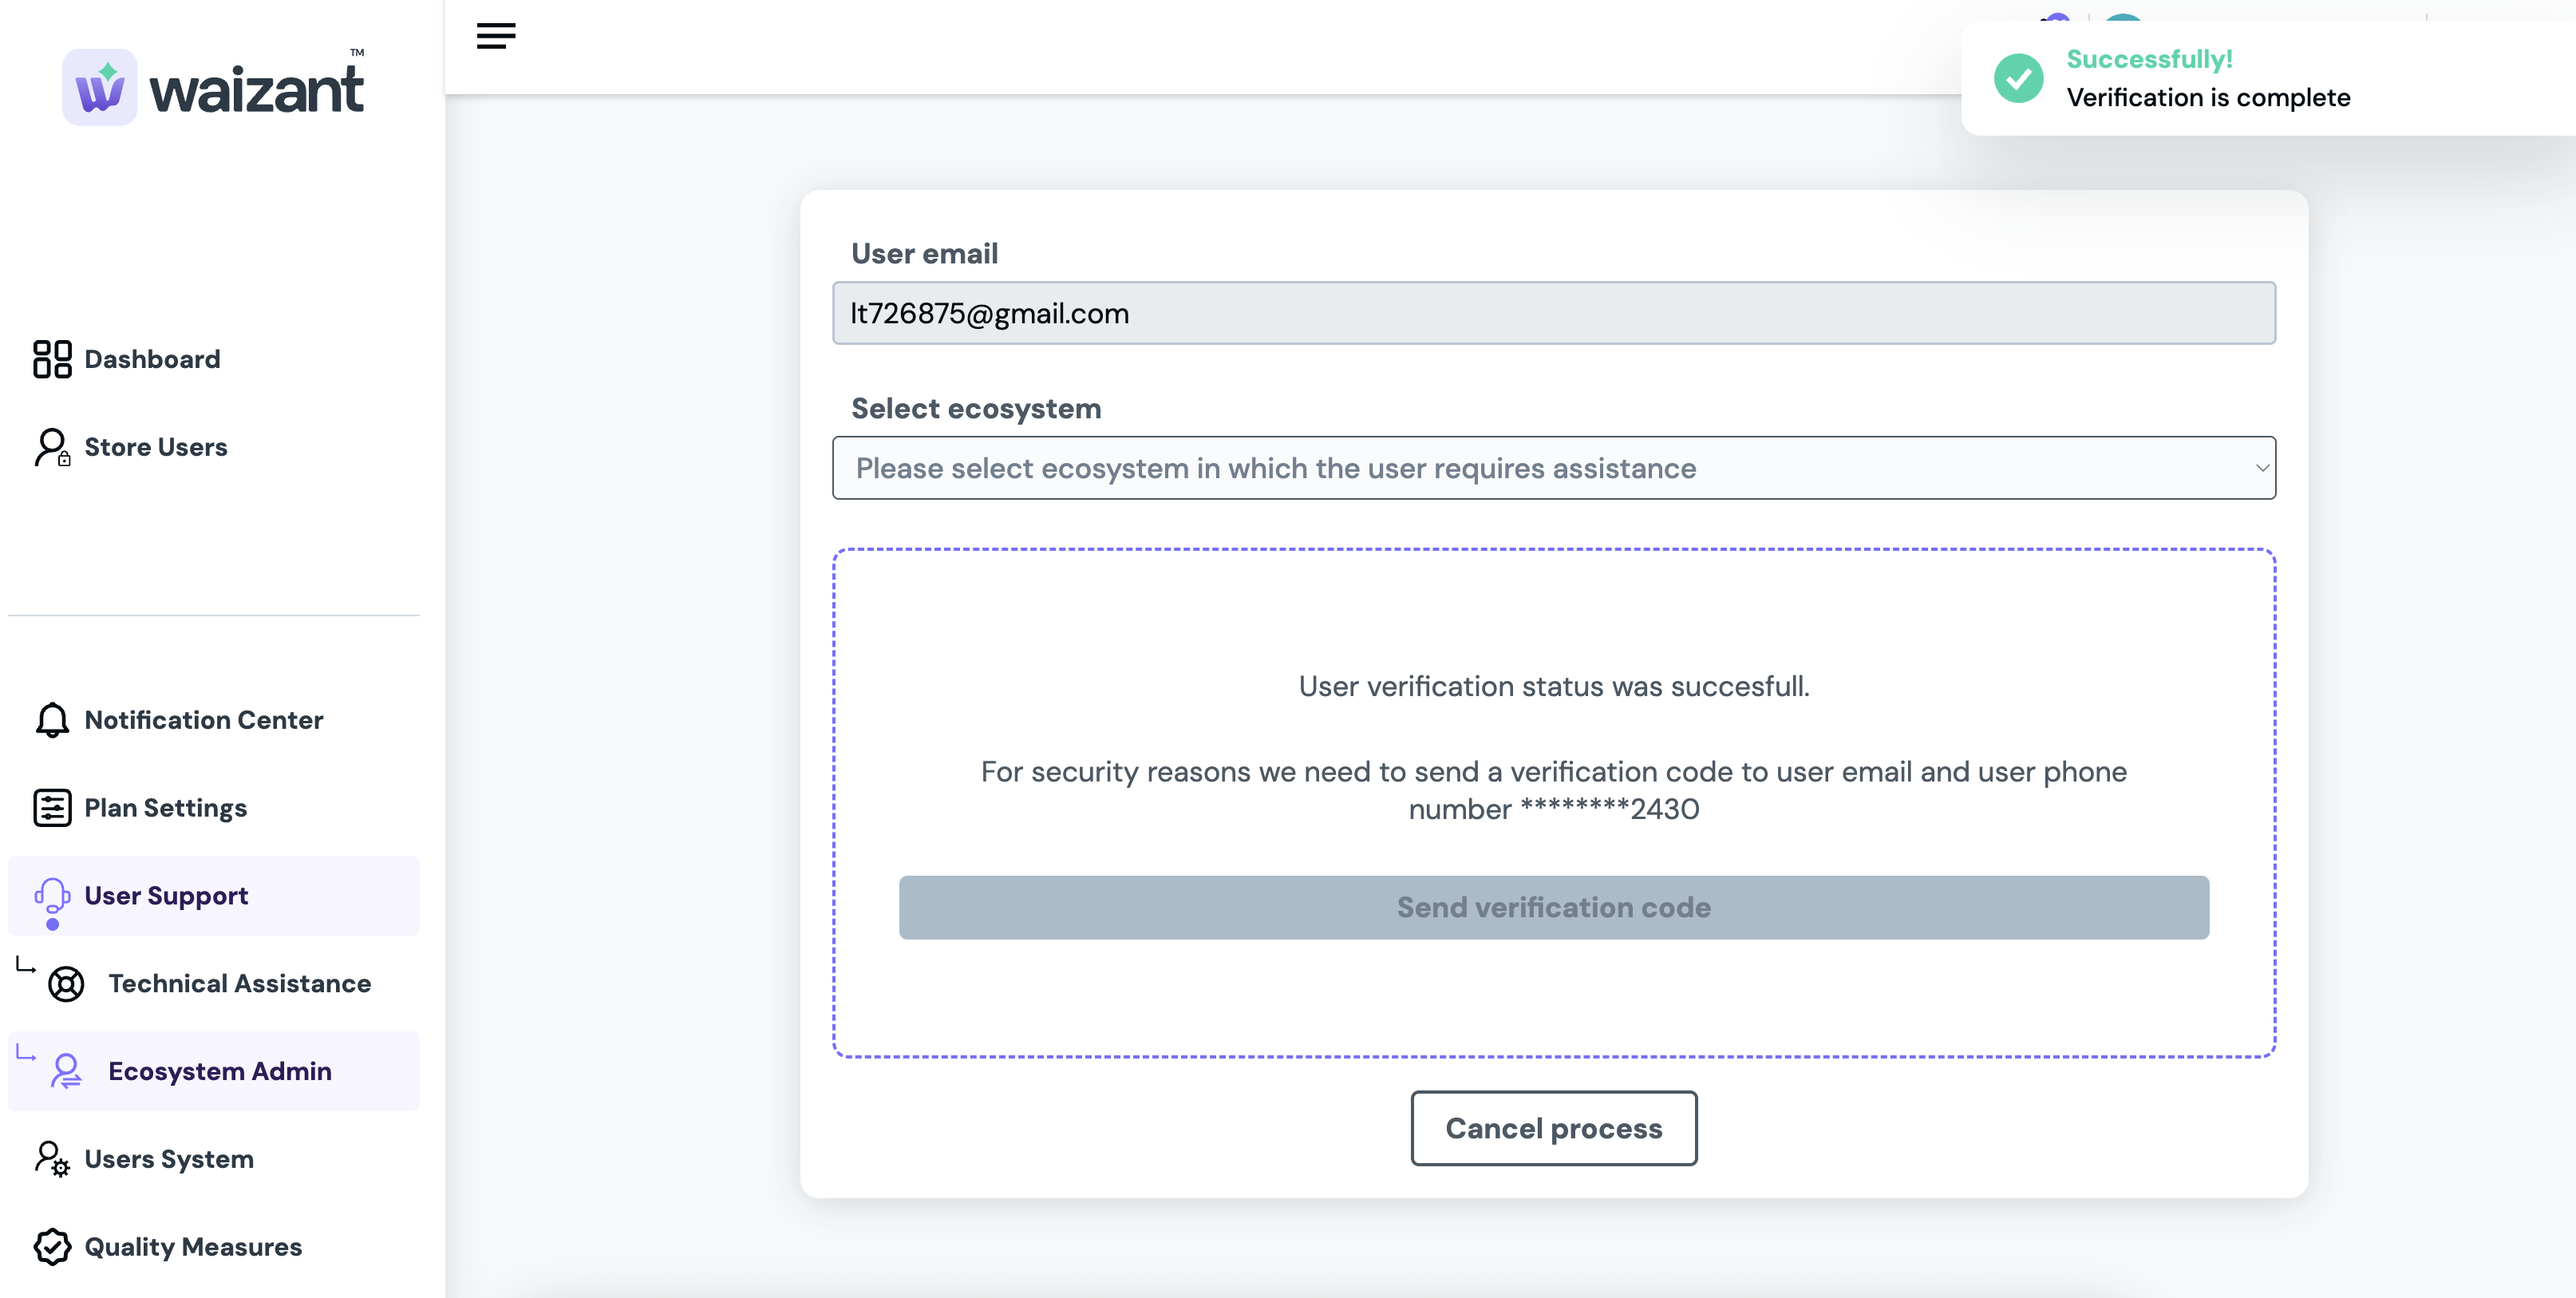 waizant™
Dashboard
Store Users
Notification Center
Plan Settings
User Support
Technical Assistance
Ecosystem Admin
Users System
Quality Measures
Successfully!
Verification is complete
User email
lt726875@gmail.com
Select ecosystem
Please select ecosystem in which the user requires assistance
User verification status was succesfull.
For security reasons we need to send a verification code to user email and user phone
number ********2430
Send verification code
Cancel process